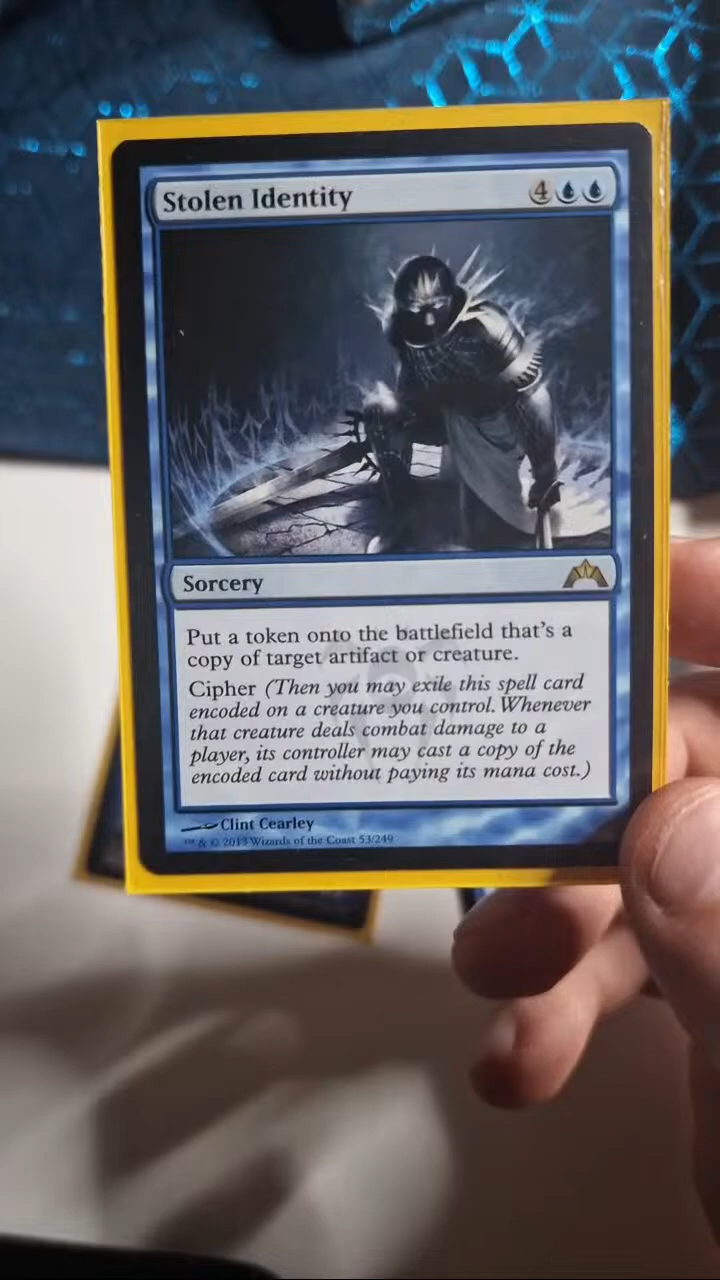 Stolen Identity 4
Sorcery
Put a token onto the battlefield that's a
copy of target artifact or creature.
Cipher (Then you may exile this spell card
encoded on a creature you control. Whenever
that creature deals combat damage to a
player, its controller may cast a copy of the
encoded card without paying its mana cost.)
Clint Cearley
™ & © 2013 Wizards of the Coast 53/249